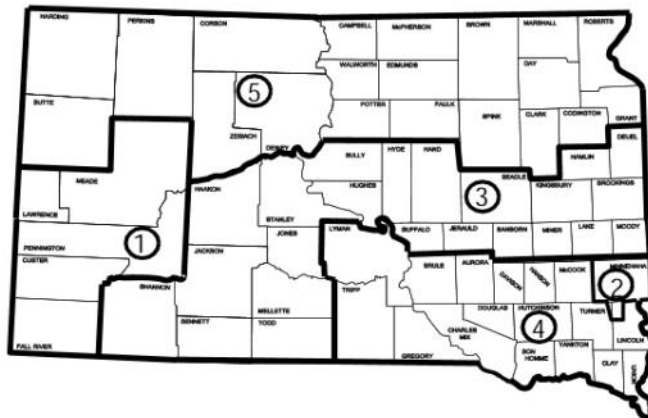 HARDING
PERKINS
CORSON
CAMPBELL
McPHERSON
BROWN
MARSHALL
ROBERTS
WALWORTH
EDMUNDS
DAY
BUTTE
5
POTTER
FAULK
SPINK
CLARK
CODINGTON
GRANT
ZIEBACH
DEWEY
DEUEL
SULLY
HYDE
HAND
HAMLIN
MEADE
BEADLE
HAAKON
HUGHES
3
KINGSBURY
BROOKINGS
LAWRENCE
STANLEY
1
JONES
LYMAN
BUFFALO
JERAULD
SANBORN
MINER
LAKE
MOODY
PENNINGTON
JACKSON
CUSTER
BRULE
AURORA
DAVISON
HANSON
McCOOK
MINNEHAHA
2
SHANNON
TRIPP
MELLETTE
DOUGLAS
HUTCHINSON
TURNER
4
BENNETT
TODD
CHARLES
MIX
LINCOLN
FALL RIVER
GREGORY
BON
HOMME
YANKTON
CLAY
UNION